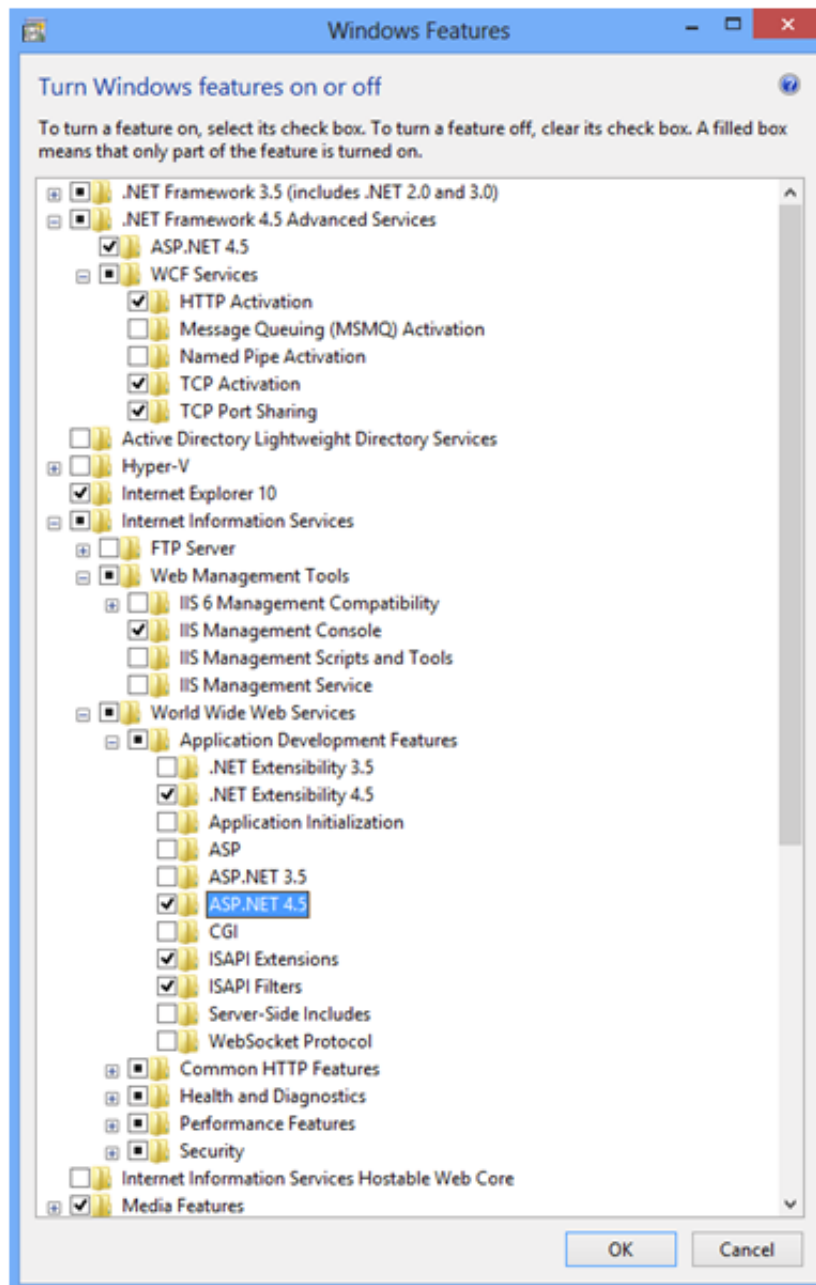 Windows Features
Turn Windows features on or off
To turn a feature on, select its check box. To turn a feature off, clear its check box. A filled box
means that only part of the feature is turned on.
.NET Framework 3.5 (includes .NET 2.0 and 3.0)
.NET Framework 4.5 Advanced Services
ASP.NET 4.5
WCF Services
HTTP Activation
Message Queuing (MSMQ) Activation
Named Pipe Activation
TCP Activation
TCP Port Sharing
Active Directory Lightweight Directory Services
Hyper-V
Internet Explorer 10
Internet Information Services
FTP Server
Web Management Tools
IIS 6 Management Compatibility
IIS Management Console
IIS Management Scripts and Tools
IIS Management Service
World Wide Web Services
Application Development Features
.NET Extensibility 3.5
.NET Extensibility 4.5
Application Initialization
ASP
ASP.NET 3.5
ASP.NET 4.5
CGI
ISAPI Extensions
ISAPI Filters
Server-Side Includes
WebSocket Protocol
Common HTTP Features
Health and Diagnostics
Performance Features
Security
Internet Information Services Hostable Web Core
Media Features
OK Cancel